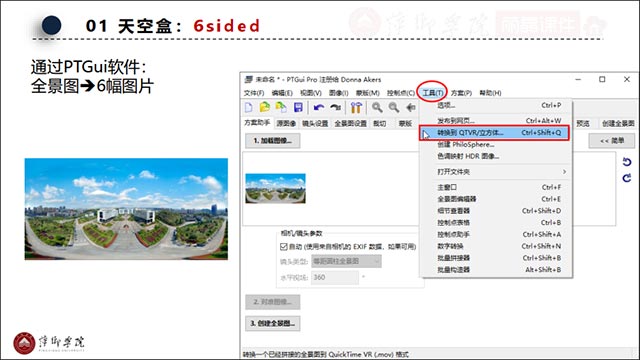 01 天空盒：6sided
萍乡学院
通过PTGui软件：
全景图➔6幅图片
未命名 * - PTGui Pro 注册给 Donna Akers
文件(F) 编辑(E) 视图(V) 图像(I) 蒙版(M) 控制点(C) 工具(T) 方案(P) 帮助(H)
方案助手 源图像 镜头设置 全景图设置 裁切 蒙版 预览 创建全景图
1. 加载图像...
<< 简单
选项... Ctrl+P
发布到网页... Ctrl+Alt+W
转换到 QTVR/立方体... Ctrl+Shift+Q
创建 PhiloSphere...
色调映射 HDR 图像...
打开文件夹
主窗口 Ctrl+F
全景图编辑器 Ctrl+E
细节查看器 Ctrl+Shift+D
控制点表格 Ctrl+B
控制点助手 Ctrl+Shift+A
数字转换 Ctrl+Shift+N
批量拼接器 Ctrl+Shift+B
批量构造器 Alt+Shift+B
相机/镜头参数
自动 (使用来自相机的 EXIF 数据，如果可用)
镜头类型: 等距圆柱全景图
水平视场: 360 °
2. 对准图像...
3. 创建全景图...
转换一个已经拼接的全景图到 QuickTime VR (.mov) 格式
萍乡学院
PINGXIANG UNIVERSITY